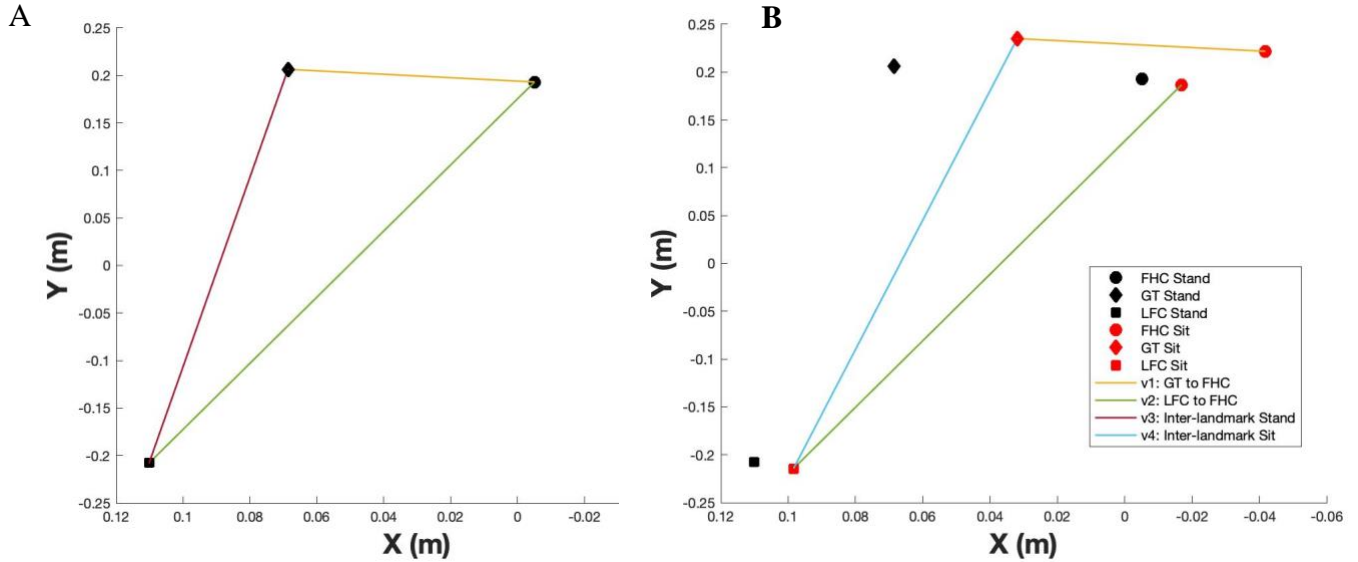 A
0.25
0.2
0.15
0.1
0.05
0
-0.05
-0.1
-0.15
-0.2
-0.25
Y (m)
0.12
0.1
0.08
0.06
0.04
0.02
0
-0.02
X (m)
B
0.25
0.2
0.15
0.1
0.05
0
-0.05
-0.1
-0.15
-0.2
-0.25
Y (m)
0.12
0.1
0.08
0.06
0.04
0.02
0
-0.02
-0.04
-0.06
X (m)
FHC Stand
GT Stand
LFC Stand
FHC Sit
GT Sit
LFC Sit
v1: GT to FHC
v2: LFC to FHC
v3: Inter-landmark Stand
v4: Inter-landmark Sit